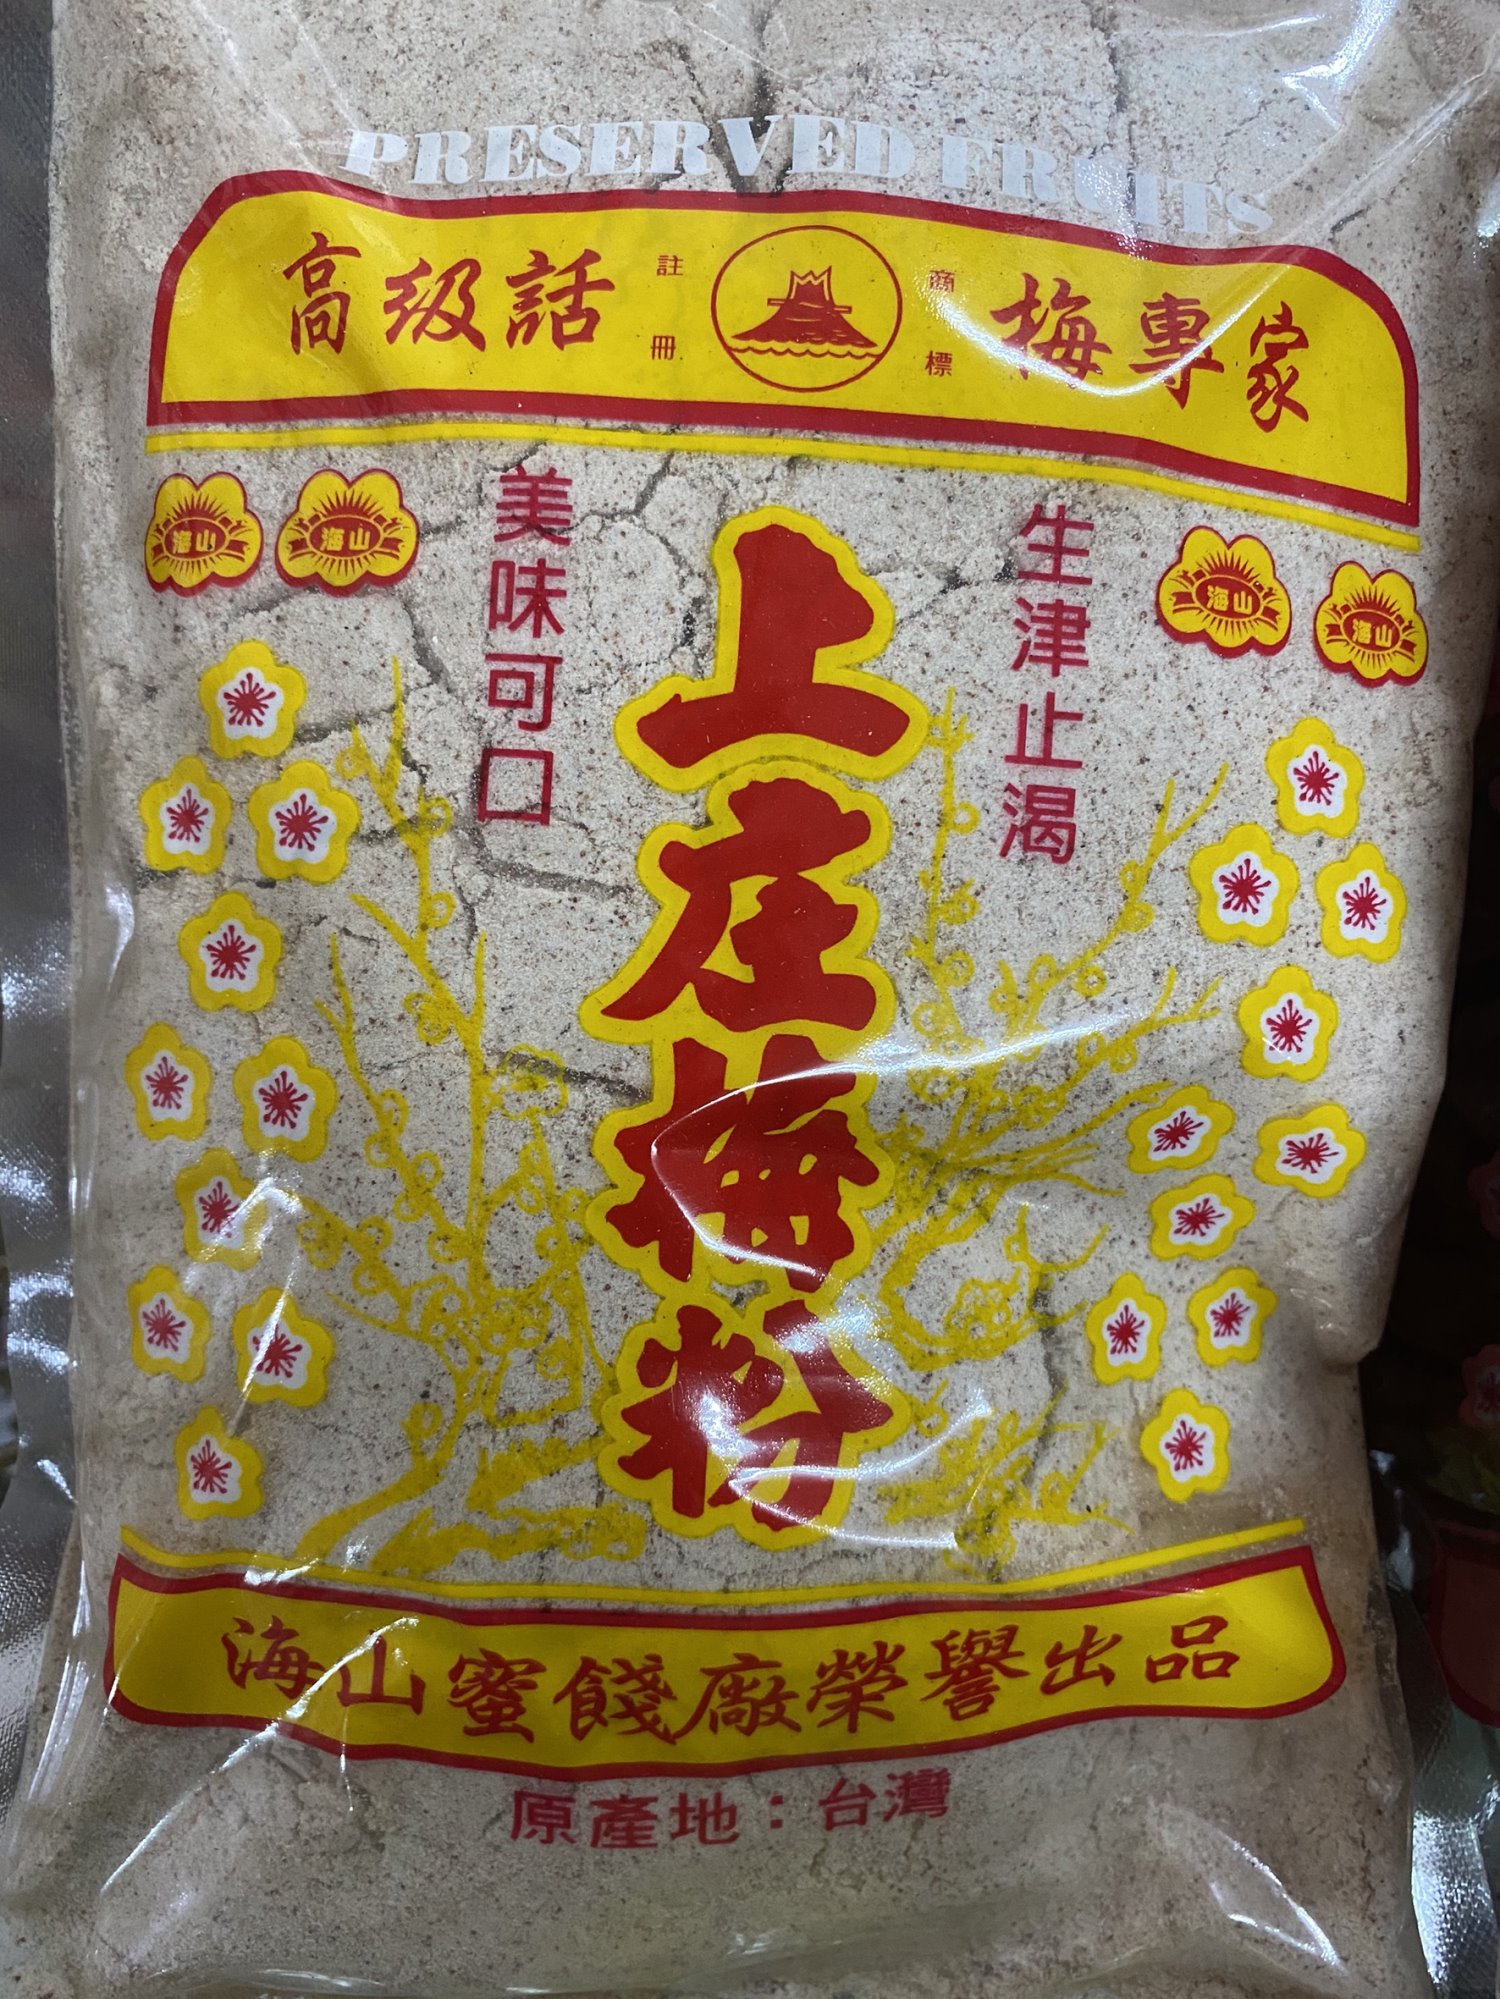 PRESERVED FRUITS
高級話梅專家
註冊商標
海山
海山
海山
海山
生津止渴
美味可口
上庄梅粉
海山蜜餞廠榮譽出品
原產地：台灣